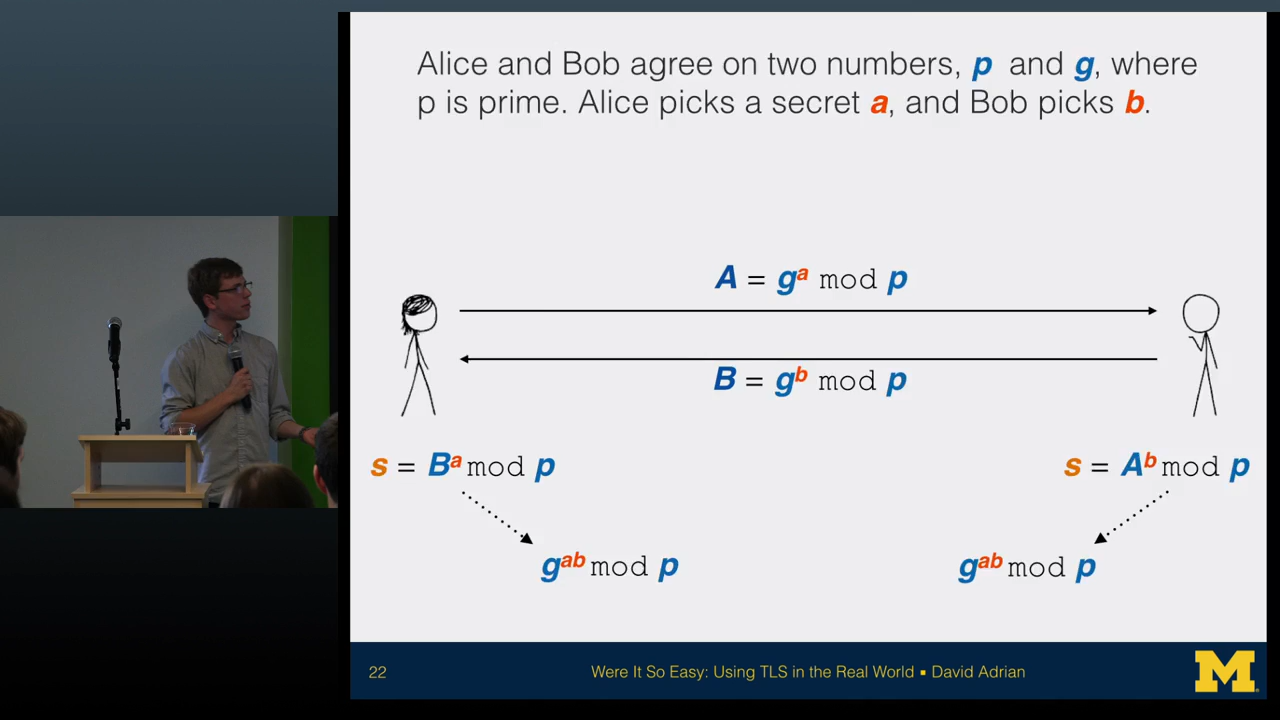 Alice and Bob agree on two numbers, p and g, where
p is prime. Alice picks a secret a, and Bob picks b.
A = gᵃ mod p
B = gᵇ mod p
s = Bᵃ mod p
s = Aᵇ mod p
gᵃᵇ mod p
gᵃᵇ mod p
22
Were It So Easy: Using TLS in the Real World ▪ David Adrian
M